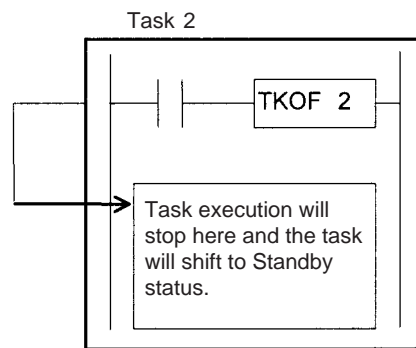 Task 2
TKOF 2
Task execution will
stop here and the task
will shift to Standby
status.